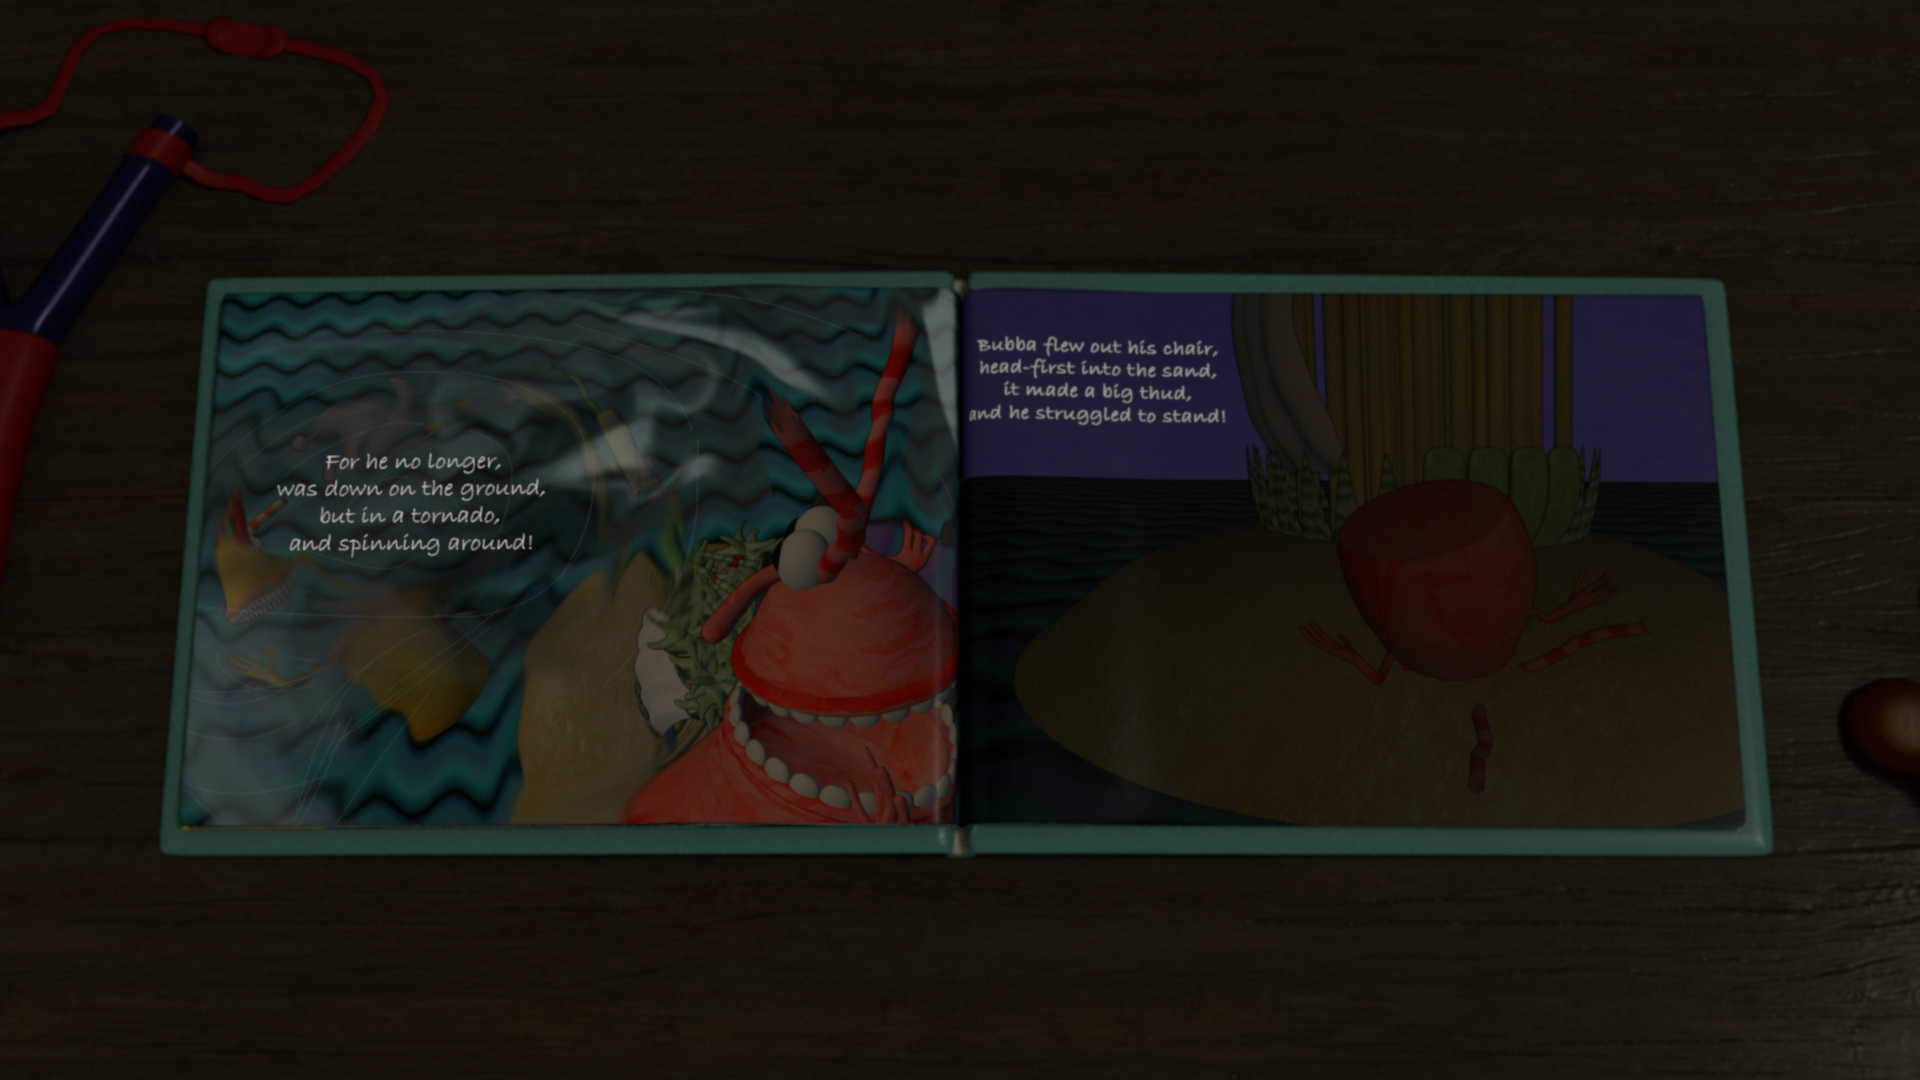 For he no longer,
was down on the ground,
but in a tornado,
and spinning around!
Bubba flew out his chair,
head-first into the sand,
it made a big thud,
and he struggled to stand!